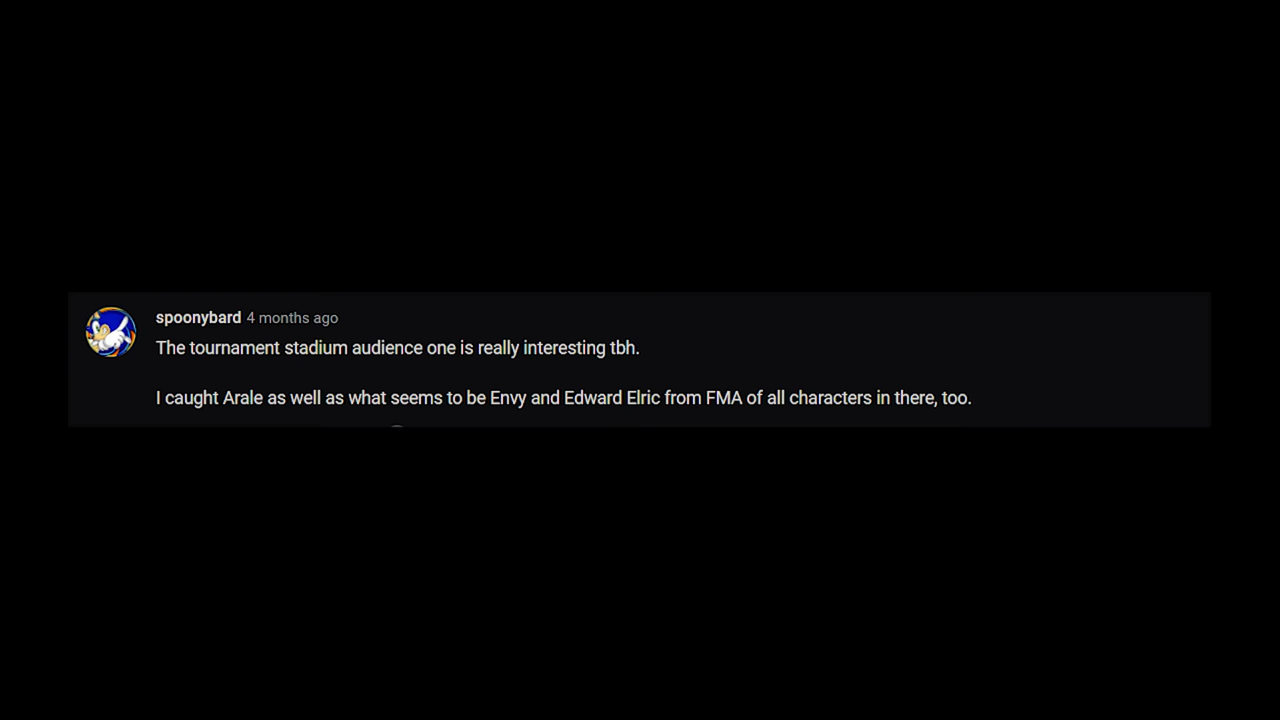 spoonybard 4 months ago
The tournament stadium audience one is really interesting tbh.
I caught Arale as well as what seems to be Envy and Edward Elric from FMA of all characters in there, too.